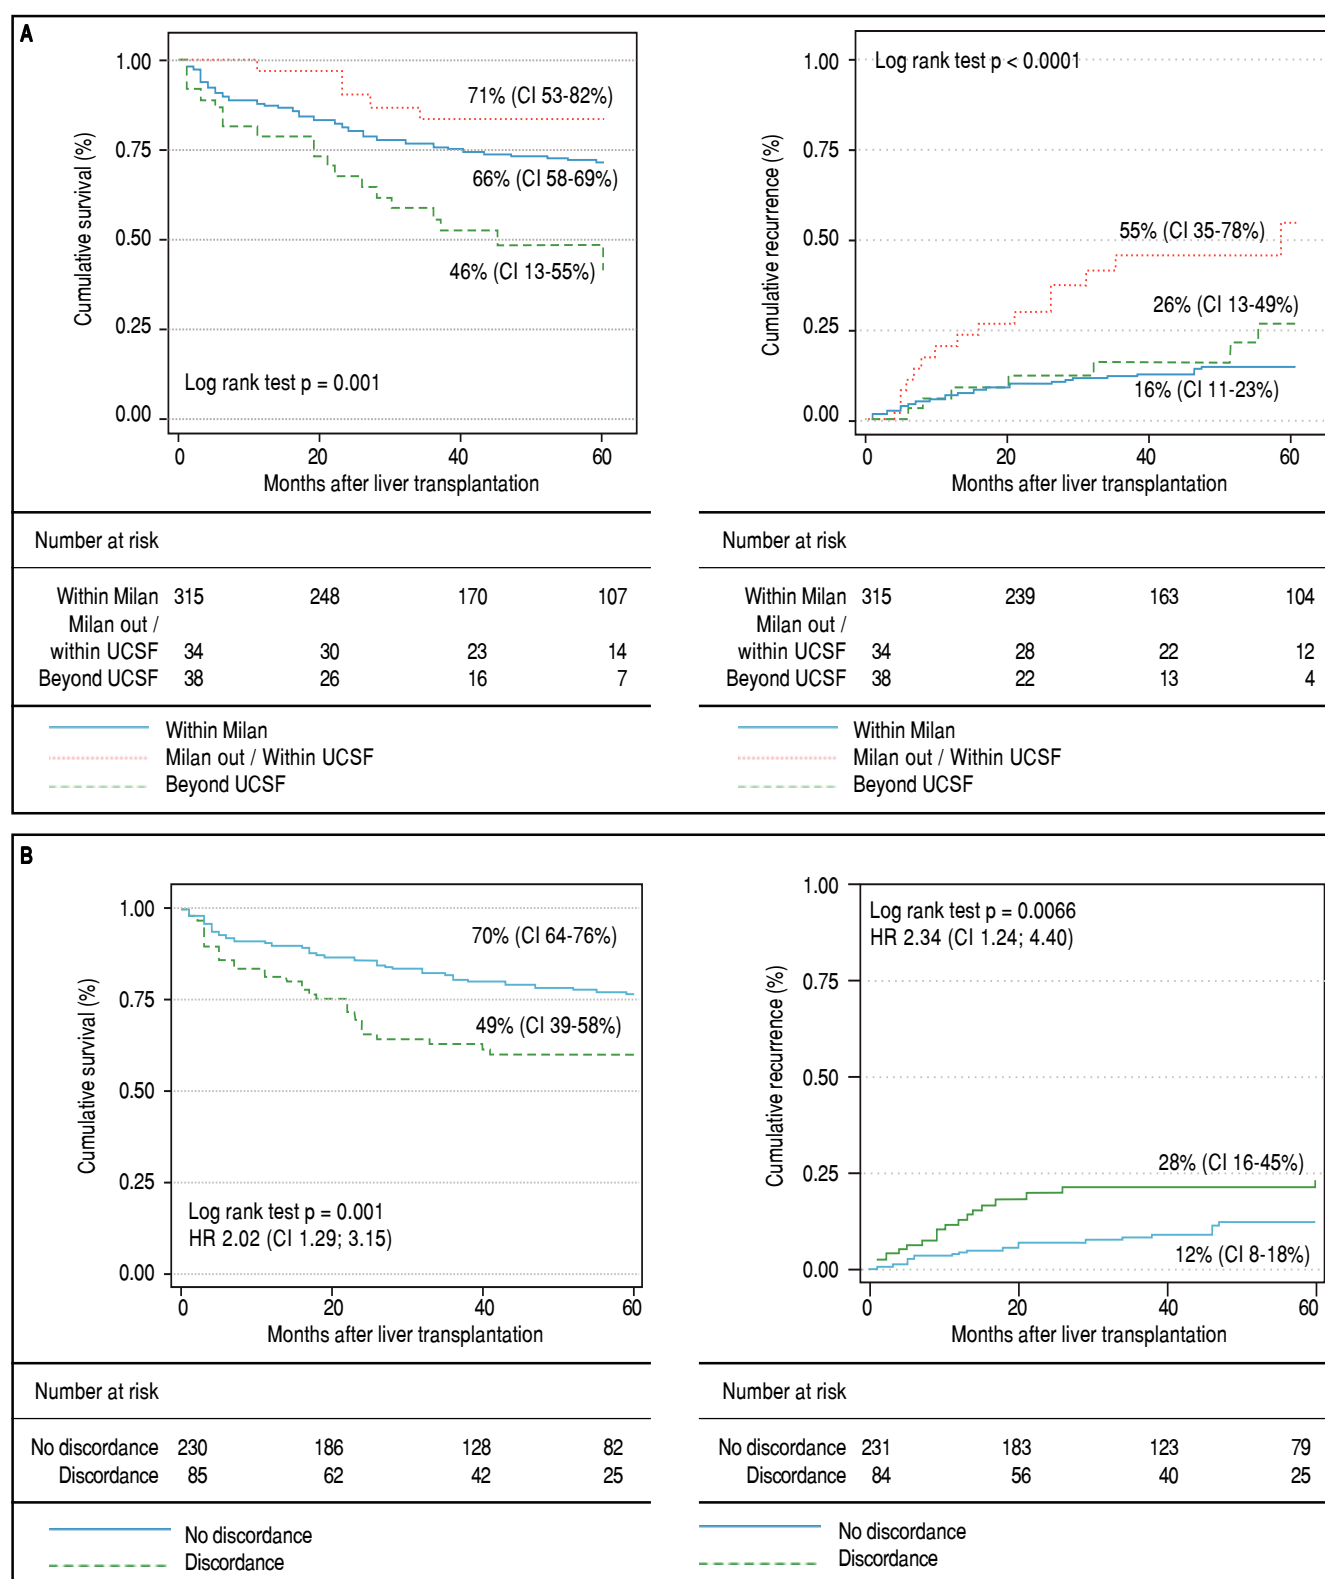 A
1.00
0.75
0.50
0.25
0.00
Cumulative survival (%)
71% (CI 53-82%)
66% (CI 58-69%)
46% (CI 13-55%)
Log rank test p = 0.001
0 20 40 60
Months after liver transplantation
Number at risk
Within Milan 315 248 170 107
Milan out /
within UCSF 34 30 23 14
Beyond UCSF 38 26 16 7
Within Milan
Milan out / Within UCSF
Beyond UCSF
Log rank test p < 0.0001
1.00
0.75
0.50
0.25
0.00
Cumulative recurrence (%)
55% (CI 35-78%)
26% (CI 13-49%)
16% (CI 11-23%)
0 20 40 60
Months after liver transplantation
Number at risk
Within Milan 315 239 163 104
Milan out /
within UCSF 34 28 22 12
Beyond UCSF 38 22 13 4
Within Milan
Milan out / Within UCSF
Beyond UCSF
B
1.00
0.75
0.50
0.25
0.00
Cumulative survival (%)
70% (CI 64-76%)
49% (CI 39-58%)
Log rank test p = 0.001
HR 2.02 (CI 1.29; 3.15)
0 20 40 60
Months after liver transplantation
Number at risk
No discordance 230 186 128 82
Discordance 85 62 42 25
No discordance
Discordance
1.00
0.75
0.50
0.25
0.00
Cumulative recurrence (%)
Log rank test p = 0.0066
HR 2.34 (CI 1.24; 4.40)
28% (CI 16-45%)
12% (CI 8-18%)
0 20 40 60
Months after liver transplantation
Number at risk
No discordance 231 183 123 79
Discordance 84 56 40 25
No discordance
Discordance